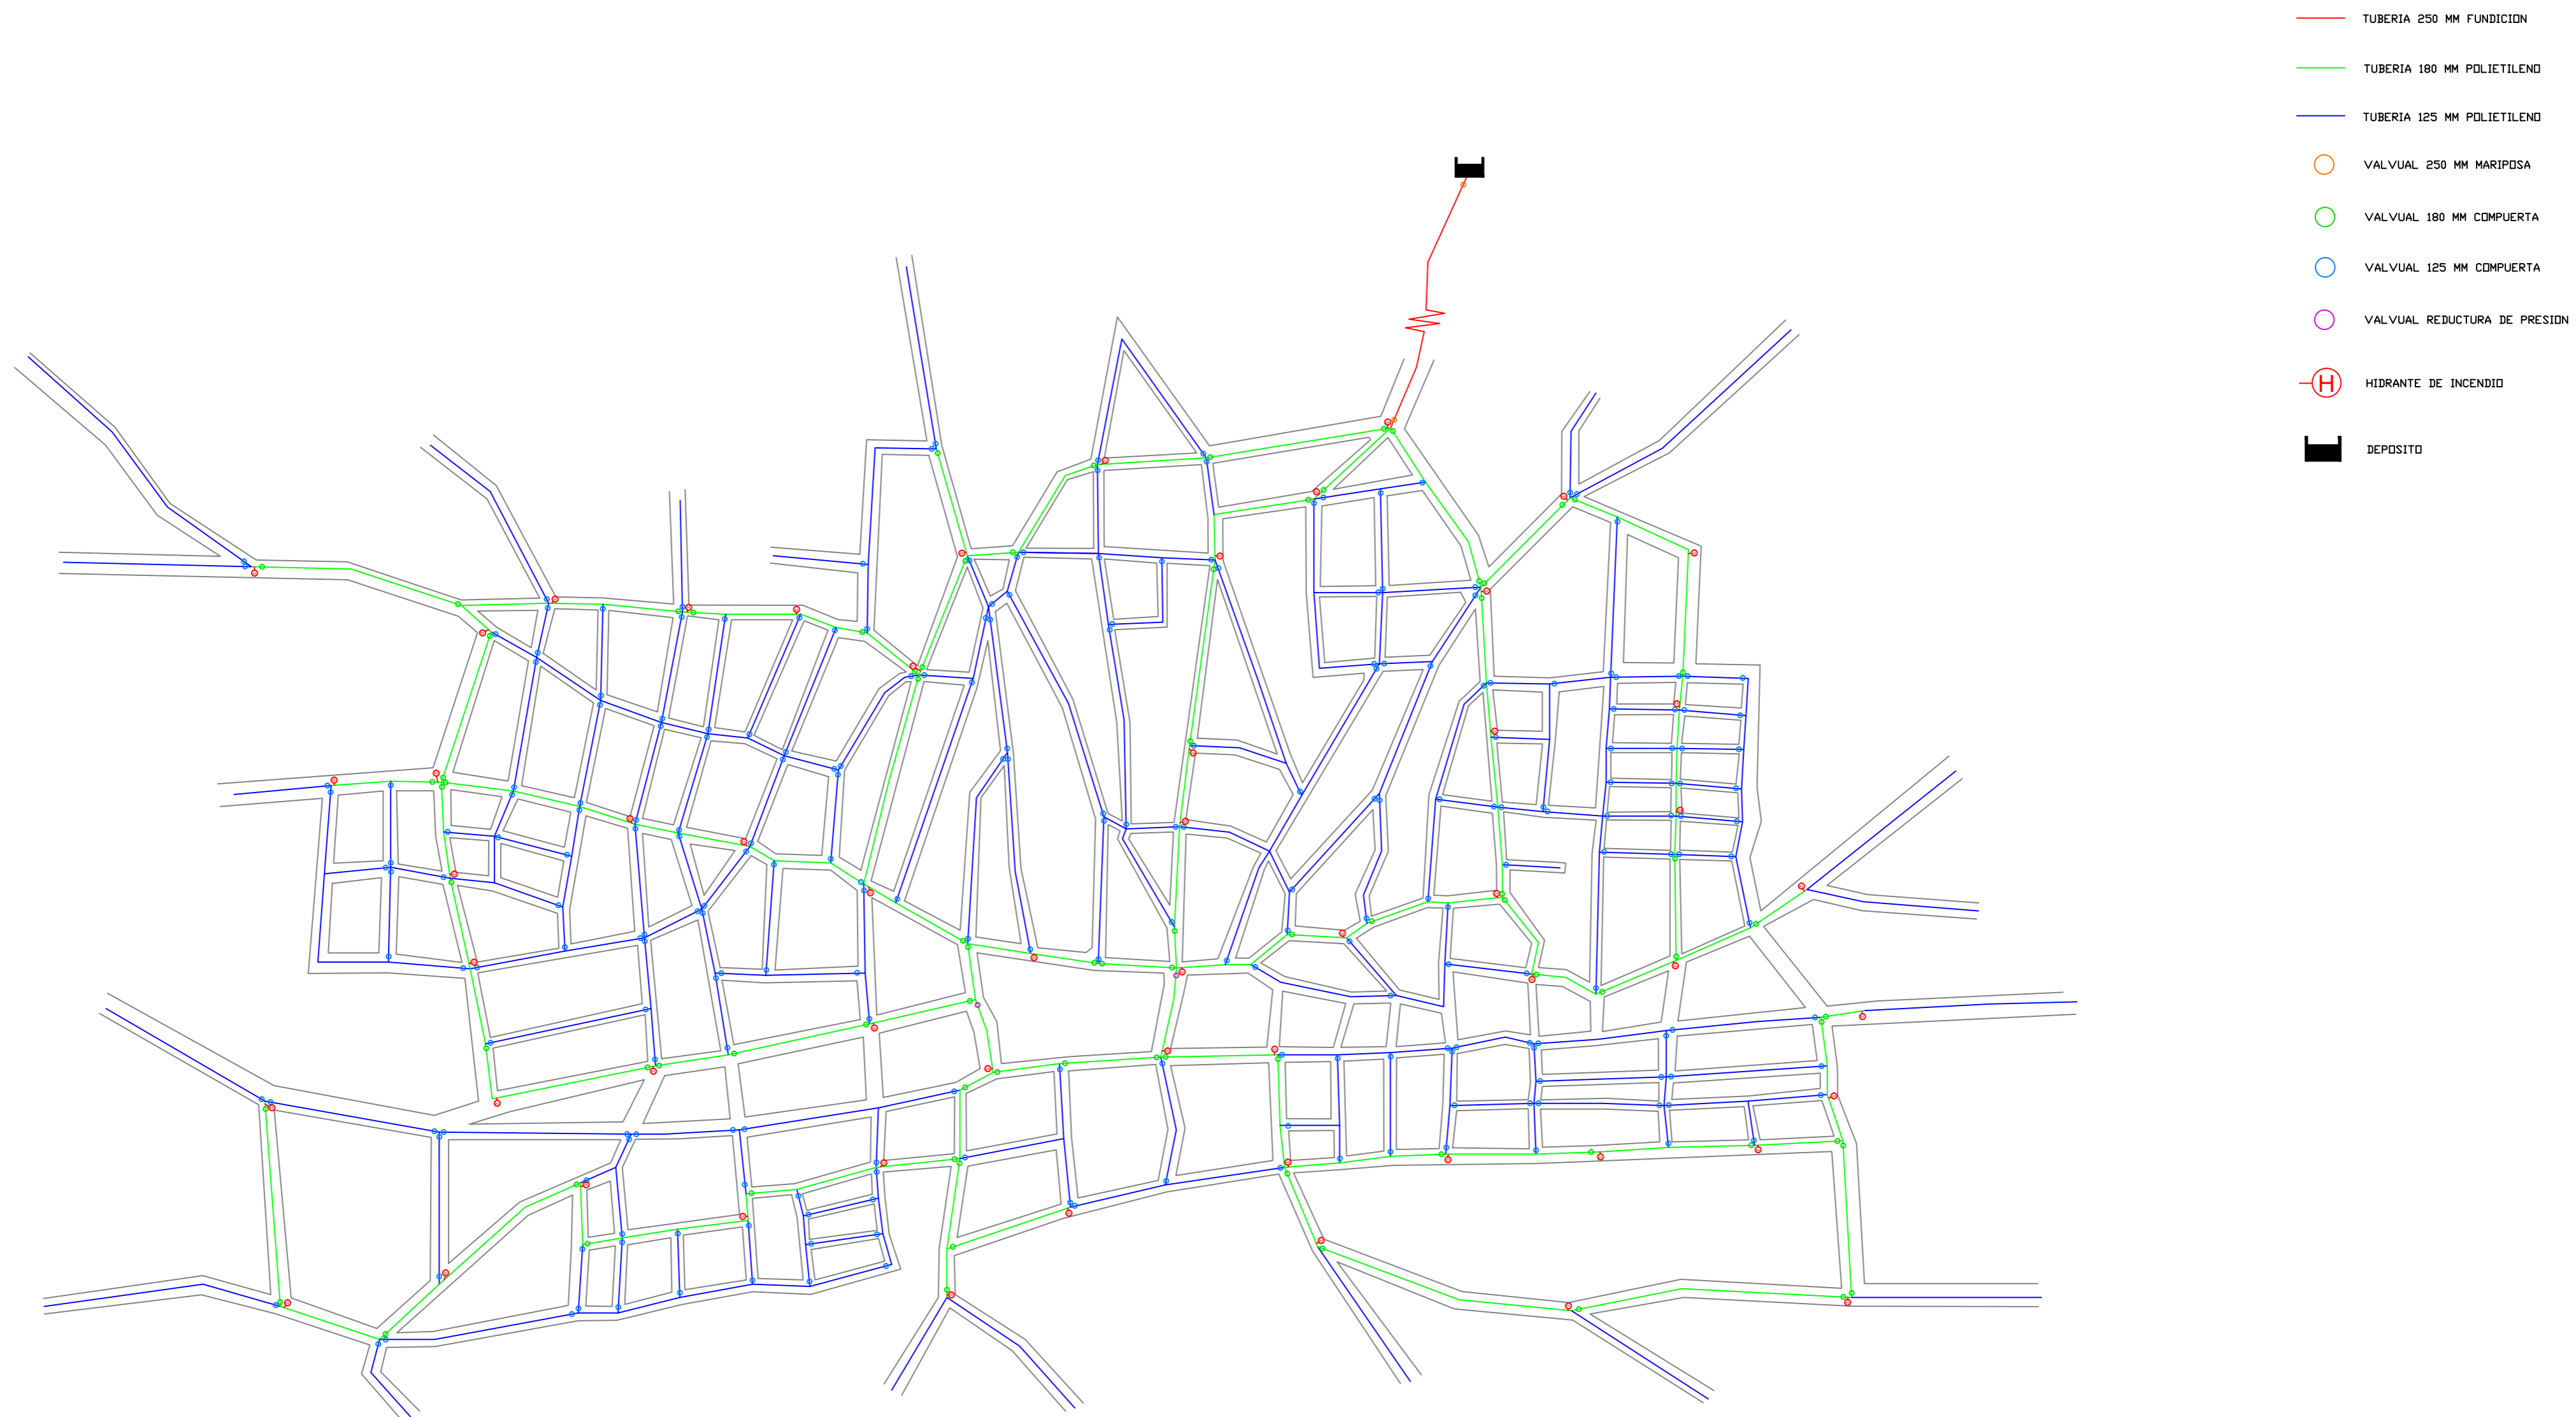 TUBERIA 250 MM FUNDICION
TUBERIA 180 MM POLIETILENO
TUBERIA 125 MM POLIETILENO
VALVUAL 250 MM MARIPOSA
VALVUAL 180 MM COMPUERTA
VALVUAL 125 MM COMPUERTA
VALVUAL REDUCTURA DE PRESION
H HIDRANTE DE INCENDIO
DEPOSITO